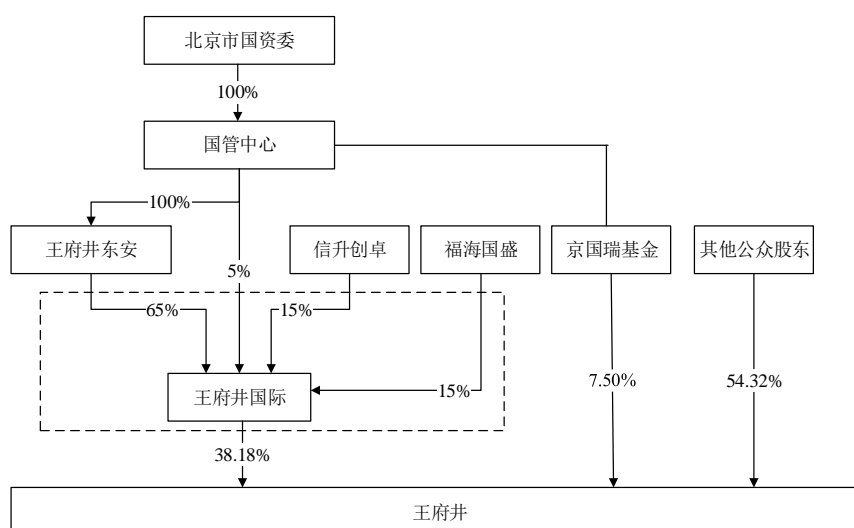 北京市国资委
100%
国管中心
100%
王府井东安
5%
信升创卓
福海国盛
京国瑞基金
其他公众股东
65%
15%
王府井国际
15%
7.50%
54.32%
38.18%
王府井